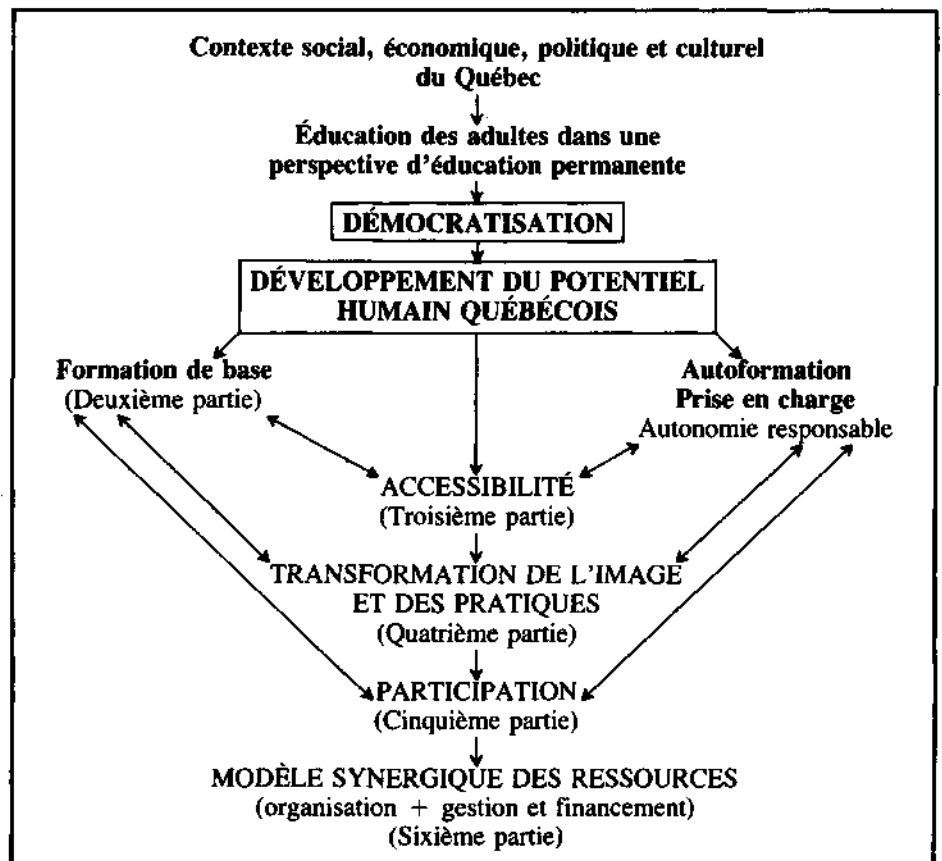 Contexte social, économique, politique et culturel
du Québec
Éducation des adultes dans une
perspective d'éducation permanente
DÉMOCRATISATION
DÉVELOPPEMENT DU POTENTIEL
HUMAIN QUÉBÉCOIS
Formation de base
(Deuxième partie)
Autoformation
Prise en charge
Autonomie responsable
ACCESSIBILITÉ
(Troisième partie)
TRANSFORMATION DE L'IMAGE
ET DES PRATIQUES
(Quatrième partie)
PARTICIPATION
(Cinquième partie)
MODÈLE SYNERGIQUE DES RESSOURCES
(organisation + gestion et financement)
(Sixième partie)